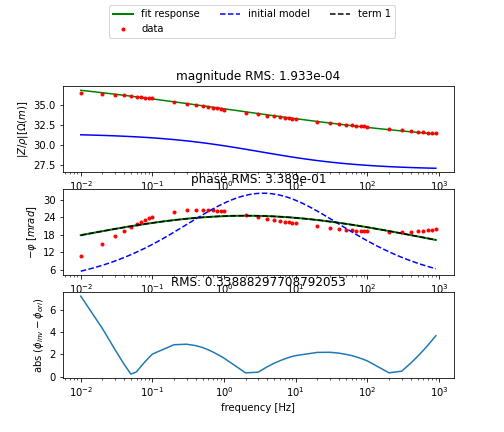 fit response
initial model
term 1
data
magnitude RMS: 1.933e-04
|Z/ρ|[Ω(m)]
35.0
32.5
30.0
27.5
10⁻² 10⁻¹ 10⁰ 10¹ 10² 10³
phase RMS: 3.389e-01
−φ [mrad]
30
24
18
12
6
10⁻² 10⁻¹ 10⁰ 10¹ 10² 10³
RMS: 0.33888297708792053
abs (ϕ_inv − ϕ_ori)
6
4
2
0
10⁻² 10⁻¹ 10⁰ 10¹ 10² 10³
frequency [Hz]